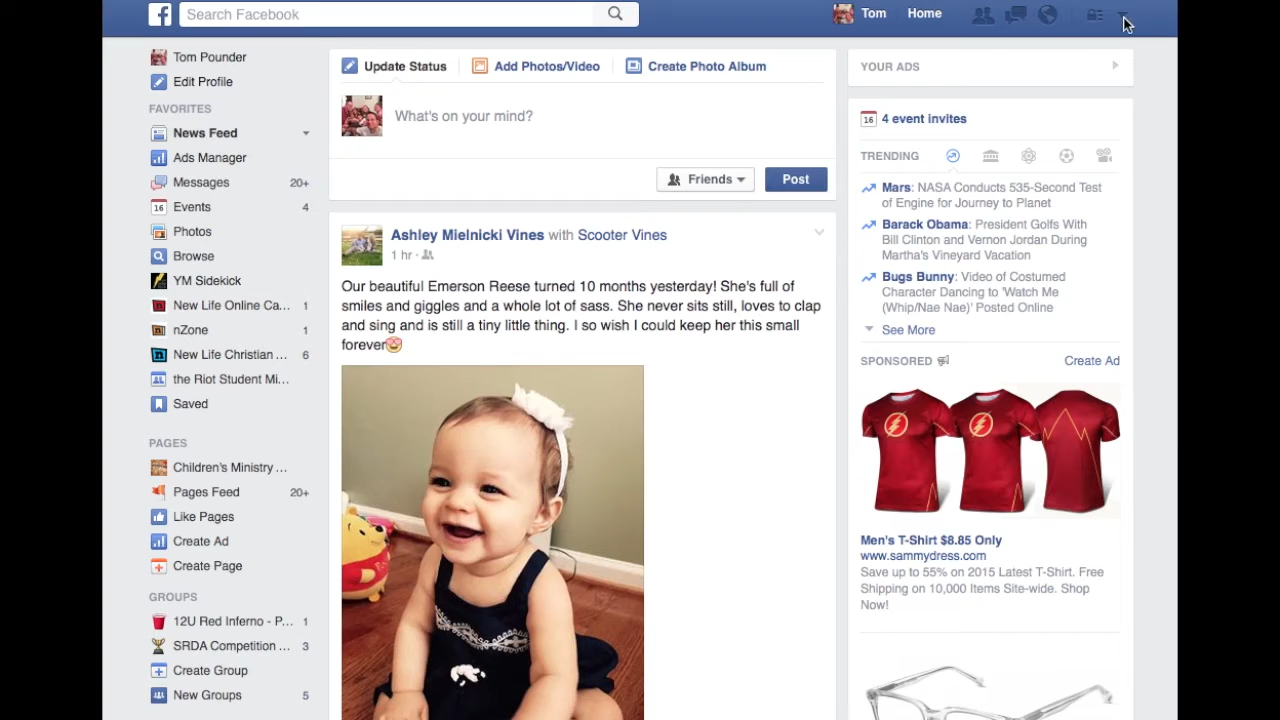 Search Facebook
Tom
Home
Tom Pounder
Edit Profile
FAVORITES
News Feed
Ads Manager
Messages 20+
Events 4
Photos
Browse
YM Sidekick
New Life Online Ca... 1
nZone 1
New Life Christian ... 6
the Riot Student Mi...
Saved
PAGES
Children's Ministry ...
Pages Feed 20+
Like Pages
Create Ad
Create Page
GROUPS
12U Red Inferno - P... 1
SRDA Competition ... 3
Create Group
New Groups 5
Update Status
Add Photos/Video
Create Photo Album
What's on your mind?
Friends
Post
Ashley Mielnicki Vines with Scooter Vines
1 hr ·
Our beautiful Emerson Reese turned 10 months yesterday! She's full of
smiles and giggles and a whole lot of sass. She never sits still, loves to clap
and sing and is still a tiny little thing. I so wish I could keep her this small
forever😍
YOUR ADS
16 4 event invites
TRENDING
Mars: NASA Conducts 535-Second Test
of Engine for Journey to Planet
Barack Obama: President Golfs With
Bill Clinton and Vernon Jordan During
Martha's Vineyard Vacation
Bugs Bunny: Video of Costumed
Character Dancing to 'Watch Me
(Whip/Nae Nae)' Posted Online
See More
SPONSORED
Create Ad
Men's T-Shirt $8.85 Only
www.sammydress.com
Save up to 55% on 2015 Latest T-Shirt. Free
Shipping on 10,000 Items Site-wide. Shop
Now!